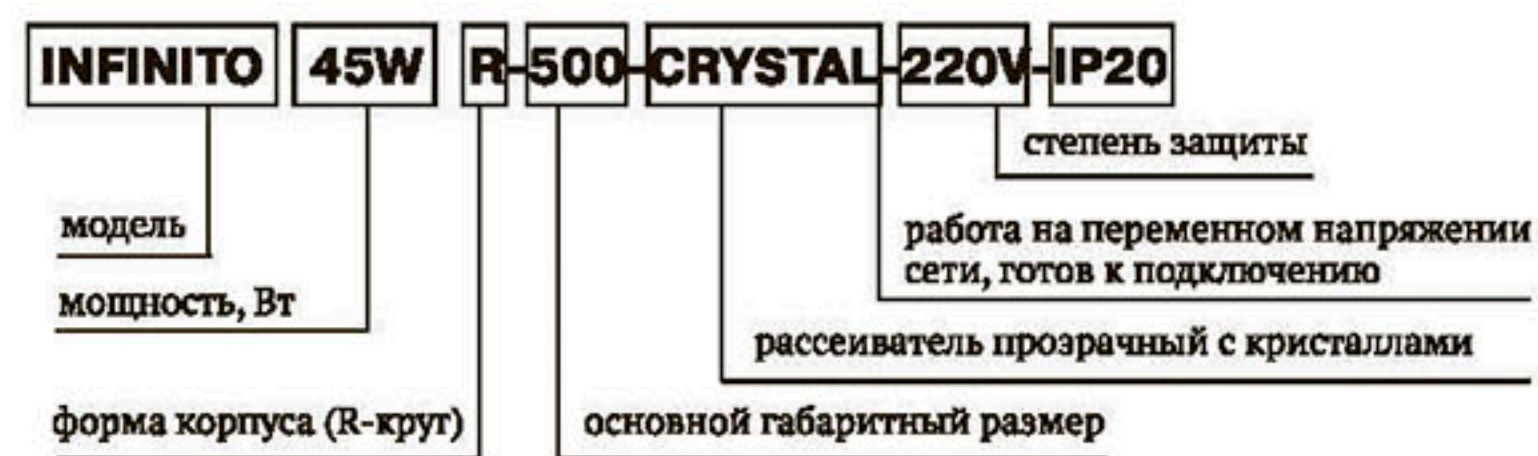 INFINITO 45W R-500-CRYSTAL-220V-IP20
степень защиты
модель
работа на переменном напряжении
сети, готов к подключению
мощность, Вт
рассеиватель прозрачный с кристаллами
форма корпуса (R-круг)
основной габаритный размер